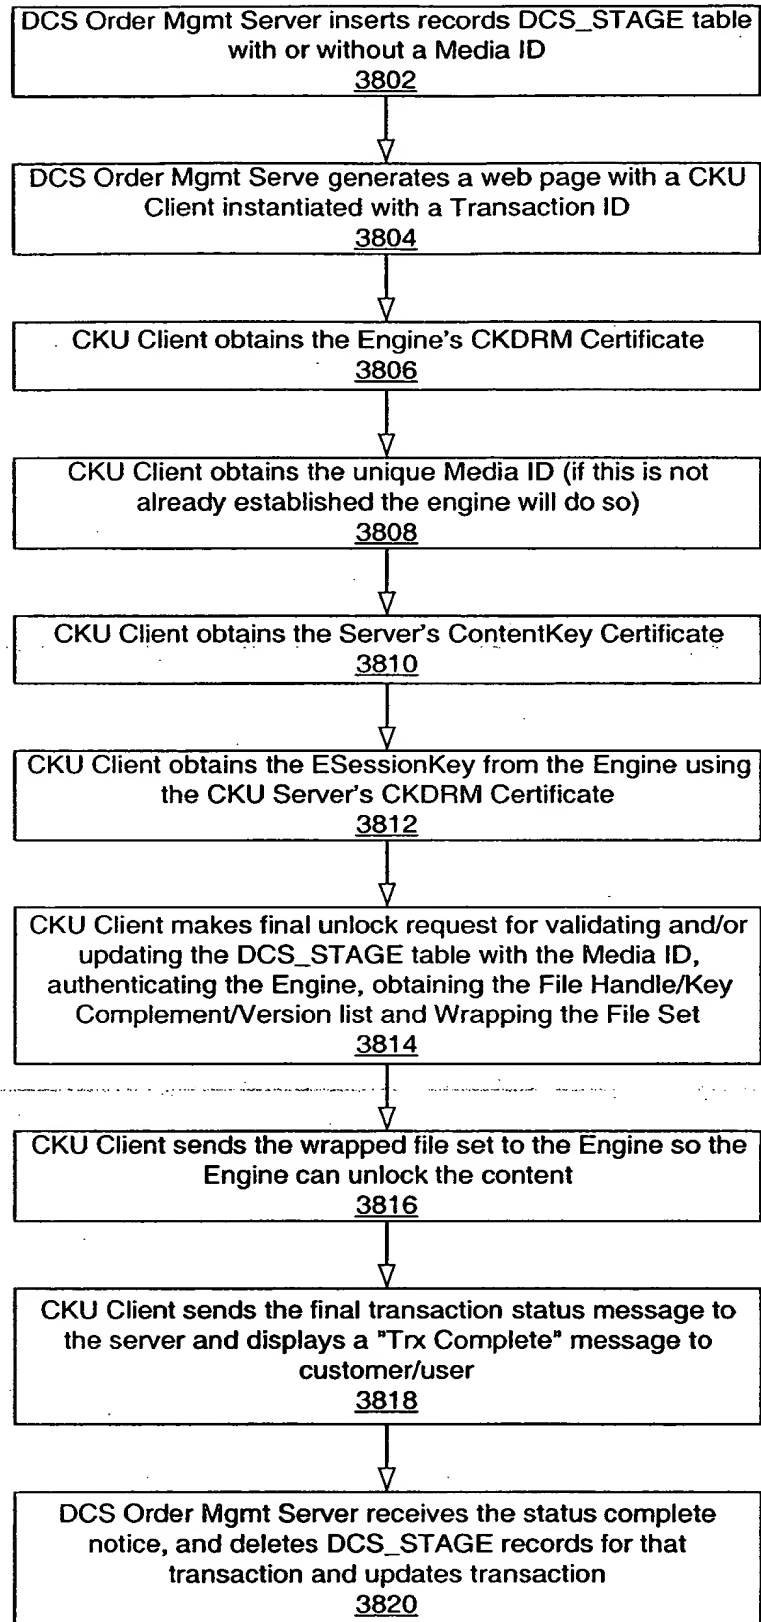 DCS Order Mgmt Server inserts records DCS_STAGE table
with or without a Media ID
3802
DCS Order Mgmt Serve generates a web page with a CKU
Client instantiated with a Transaction ID
3804
CKU Client obtains the Engine's CKDRM Certificate
3806
CKU Client obtains the unique Media ID (if this is not
already established the engine will do so)
3808
CKU Client obtains the Server's ContentKey Certificate
3810
CKU Client obtains the ESessionKey from the Engine using
the CKU Server's CKDRM Certificate
3812
CKU Client makes final unlock request for validating and/or
updating the DCS_STAGE table with the Media ID,
authenticating the Engine, obtaining the File Handle/Key
Complement/Version list and Wrapping the File Set
3814
CKU Client sends the wrapped file set to the Engine so the
Engine can unlock the content
3816
CKU Client sends the final transaction status message to
the server and displays a "Trx Complete" message to
customer/user
3818
DCS Order Mgmt Server receives the status complete
notice, and deletes DCS_STAGE records for that
transaction and updates transaction
3820